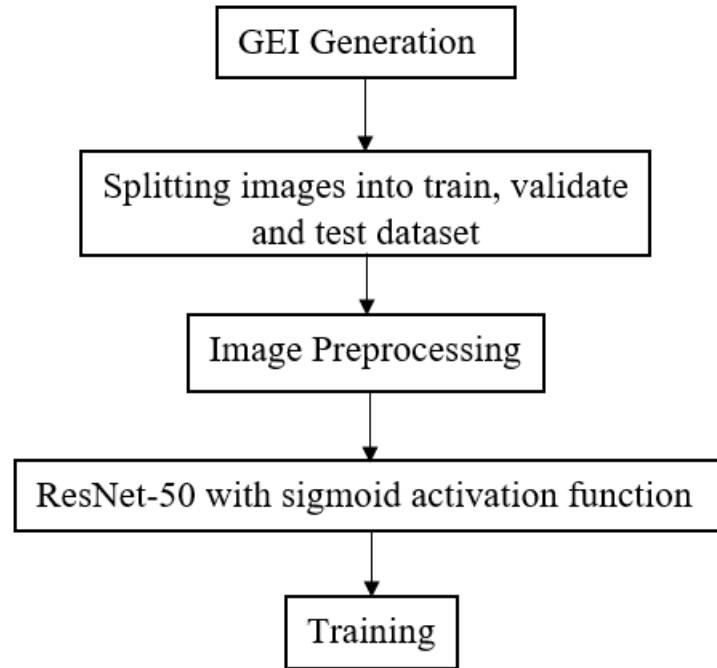 GEI Generation
Splitting images into train, validate
and test dataset
Image Preprocessing
ResNet-50 with sigmoid activation function
Training